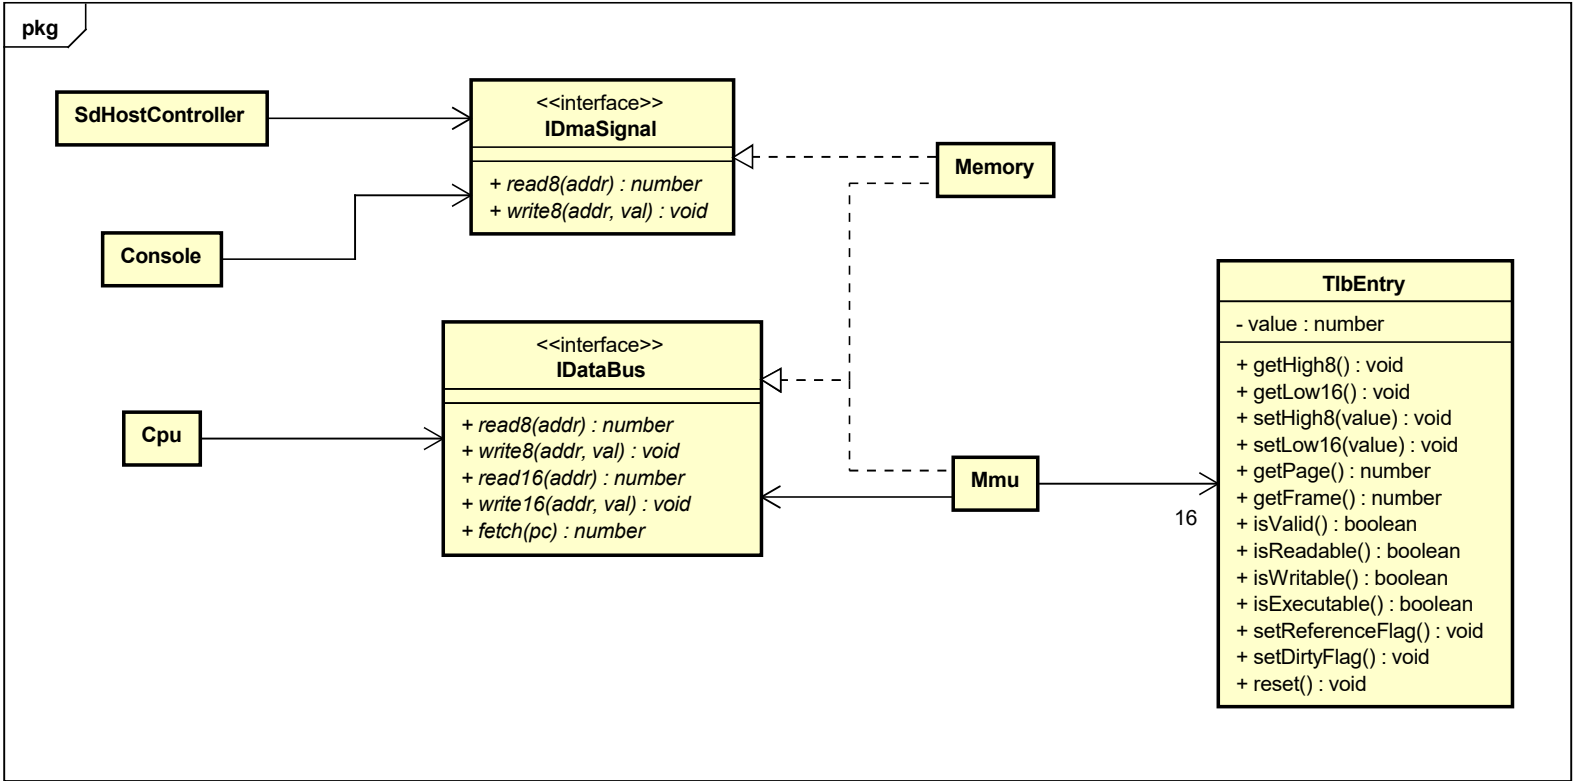 pkg
SdHostController
<<interface>>
IDmaSignal
+ read8(addr) : number
+ write8(addr, val) : void
Memory
Console
<<interface>>
IDataBus
+ read8(addr) : number
+ write8(addr, val) : void
+ read16(addr) : number
+ write16(addr, val) : void
+ fetch(pc) : number
Cpu
Mmu
16
TlbEntry
- value : number
+ getHigh8() : void
+ getLow16() : void
+ setHigh8(value) : void
+ setLow16(value) : void
+ getPage() : number
+ getFrame() : number
+ isValid() : boolean
+ isReadable() : boolean
+ isWritable() : boolean
+ isExecutable() : boolean
+ setReferenceFlag() : void
+ setDirtyFlag() : void
+ reset() : void